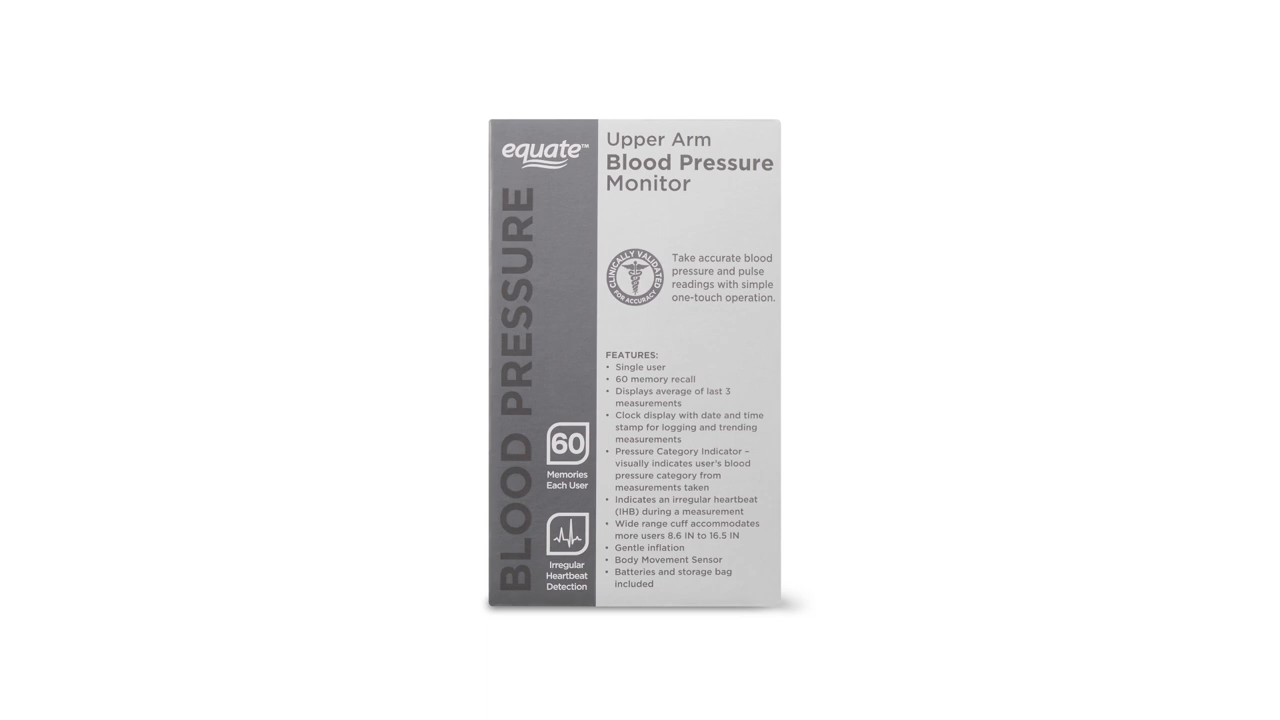 equate™
BLOOD PRESSURE
60
Memories
Each User
Irregular
Heartbeat
Detection
Upper Arm
Blood Pressure
Monitor
CLINICALLY VALIDATED
FOR ACCURACY
Take accurate blood
pressure and pulse
readings with simple
one-touch operation.
FEATURES:
• Single user
• 60 memory recall
• Displays average of last 3
measurements
• Clock display with date and time
stamp for logging and trending
measurements
• Pressure Category Indicator –
visually indicates user's blood
pressure category from
measurements taken
• Indicates an irregular heartbeat
(IHB) during a measurement
• Wide range cuff accommodates
more users 8.6 IN to 16.5 IN
• Gentle inflation
• Body Movement Sensor
• Batteries and storage bag
included